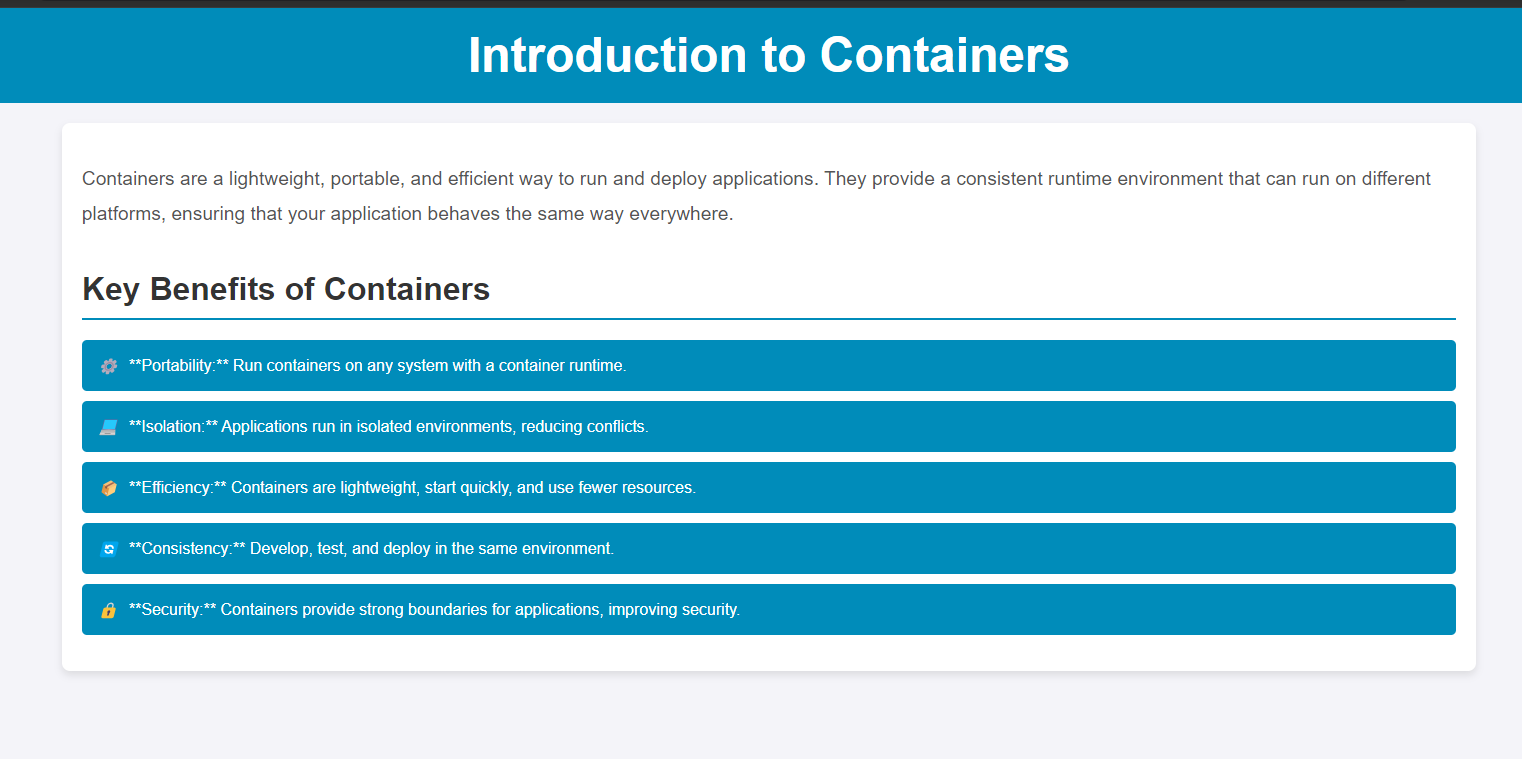 Introduction to Containers
Containers are a lightweight, portable, and efficient way to run and deploy applications. They provide a consistent runtime environment that can run on different
platforms, ensuring that your application behaves the same way everywhere.
Key Benefits of Containers
**Portability:** Run containers on any system with a container runtime.
**Isolation:** Applications run in isolated environments, reducing conflicts.
**Efficiency:** Containers are lightweight, start quickly, and use fewer resources.
**Consistency:** Develop, test, and deploy in the same environment.
**Security:** Containers provide strong boundaries for applications, improving security.